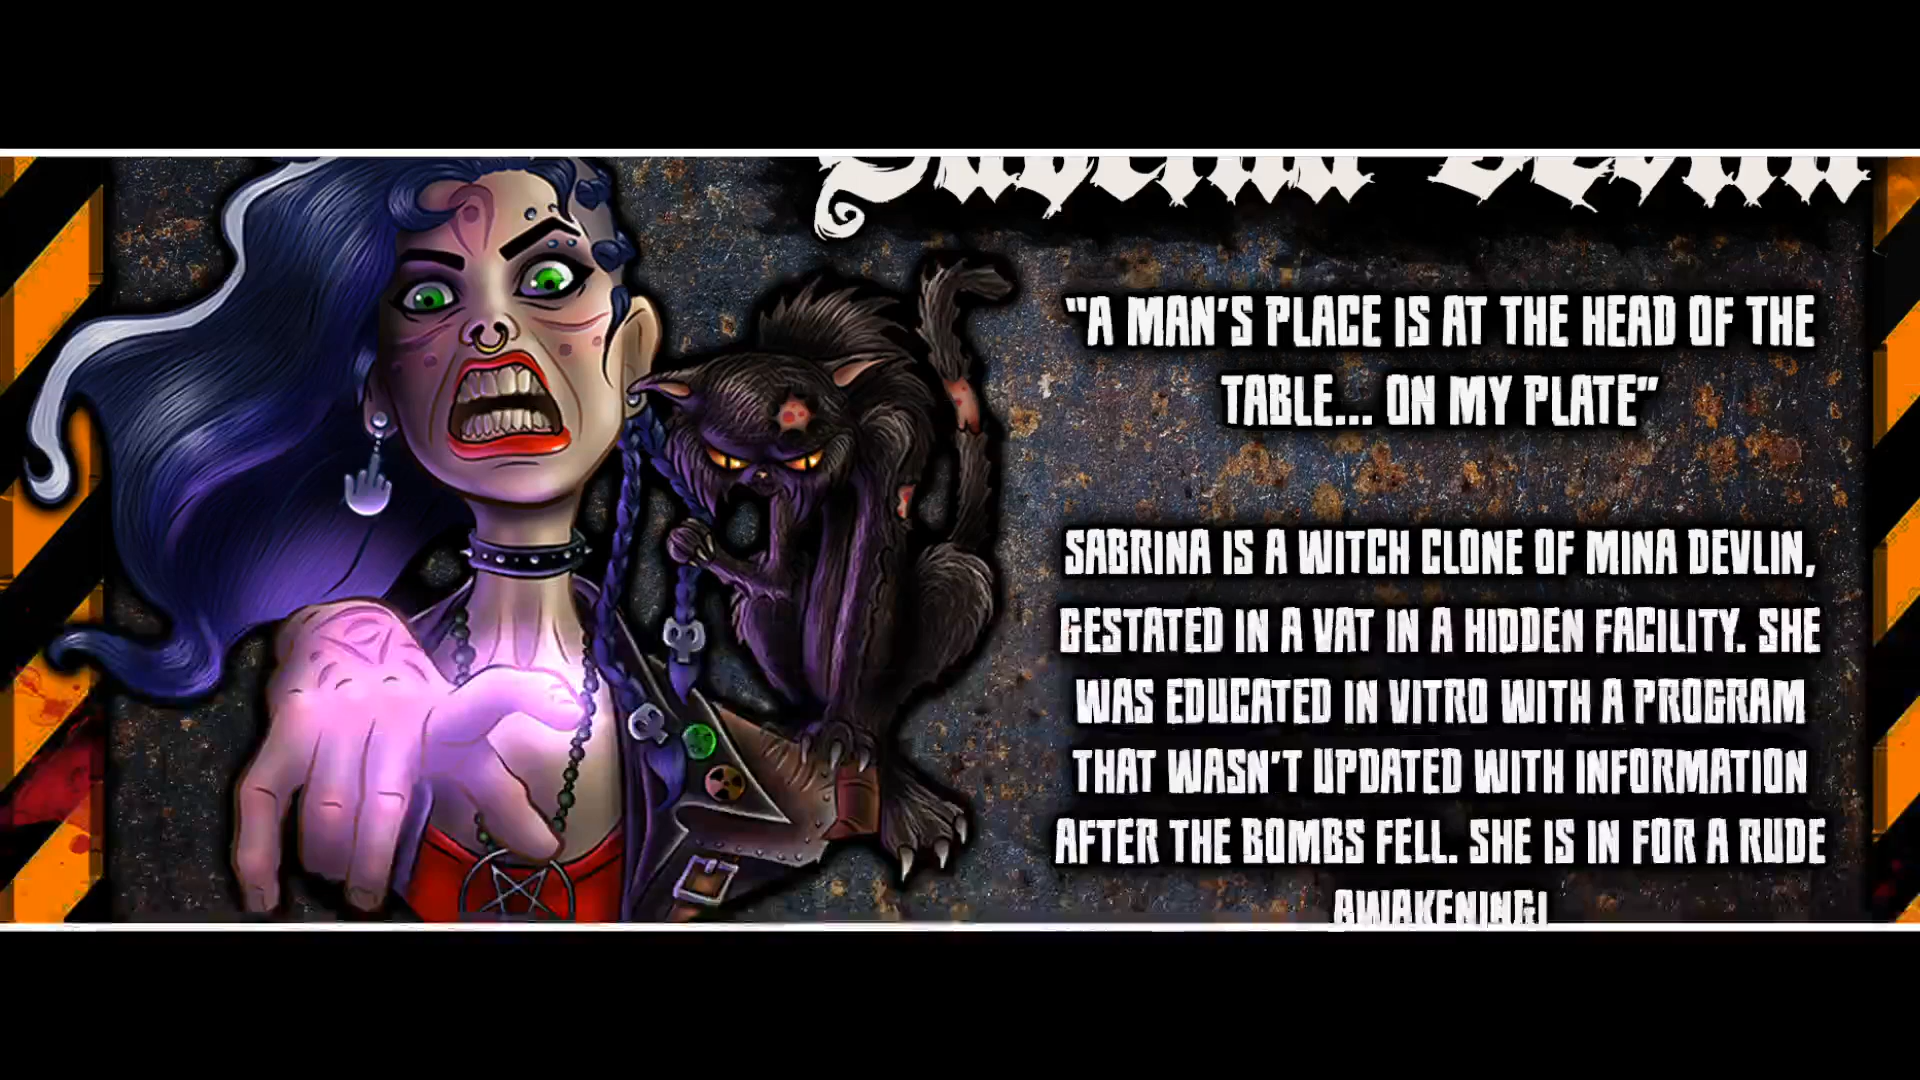 Sabrina Devlin
"A MAN'S PLACE IS AT THE HEAD OF THE
TABLE... ON MY PLATE"
SABRINA IS A WITCH CLONE OF MINA DEVLIN,
GESTATED IN A VAT IN A HIDDEN FACILITY. SHE
WAS EDUCATED IN VITRO WITH A PROGRAM
THAT WASN'T UPDATED WITH INFORMATION
AFTER THE BOMBS FELL. SHE IS IN FOR A RUDE
AWAKENING!